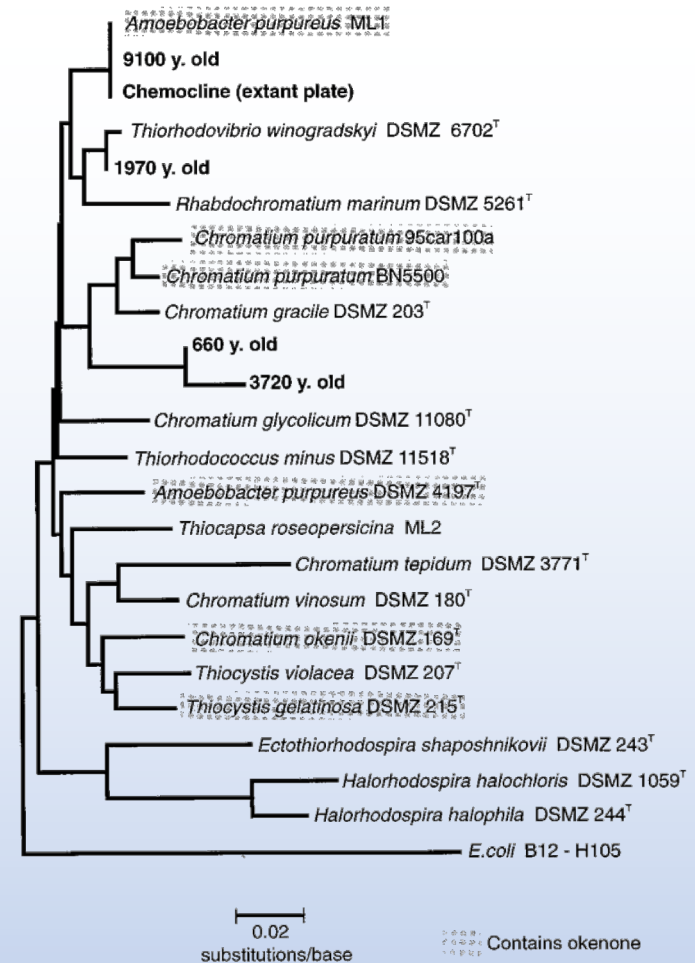 Amoebobacter purpureus ML1
9100 y. old
Chemocline (extant plate)
Thiorhodovibrio winogradskyi DSMZ 6702T
1970 y. old
Rhabdochromatium marinum DSMZ 5261T
Chromatium purpuratum 95car100a
Chromatium purpuratum BN5500
Chromatium gracile DSMZ 203T
660 y. old
3720 y. old
Chromatium glycolicum DSMZ 11080T
Thiorhodococcus minus DSMZ 11518T
Amoebobacter purpureus DSMZ 4197T
Thiocapsa roseopersicina ML2
Chromatium tepidum DSMZ 3771T
Chromatium vinosum DSMZ 180T
Chromatium okenii DSMZ 169T
Thiocystis violacea DSMZ 207T
Thiocystis gelatinosa DSMZ 215T
Ectothiorhodospira shaposhnikovii DSMZ 243T
Halorhodospira halochloris DSMZ 1059T
Halorhodospira halophila DSMZ 244T
E.coli B12 - H105
0.02
substitutions/base
Contains okenone